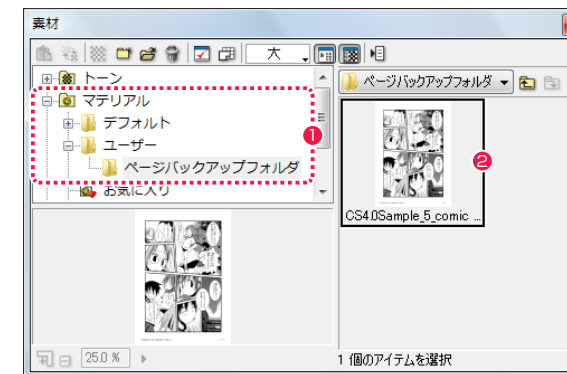 素材
大
トーン
マテリアル
デフォルト
ユーザー
ページバックアップフォルダ
お気に入り
1
ページバックアップフォルダ
2
CS4.0Sample_5_comic ...
25.0 %
1 個のアイテムを選択